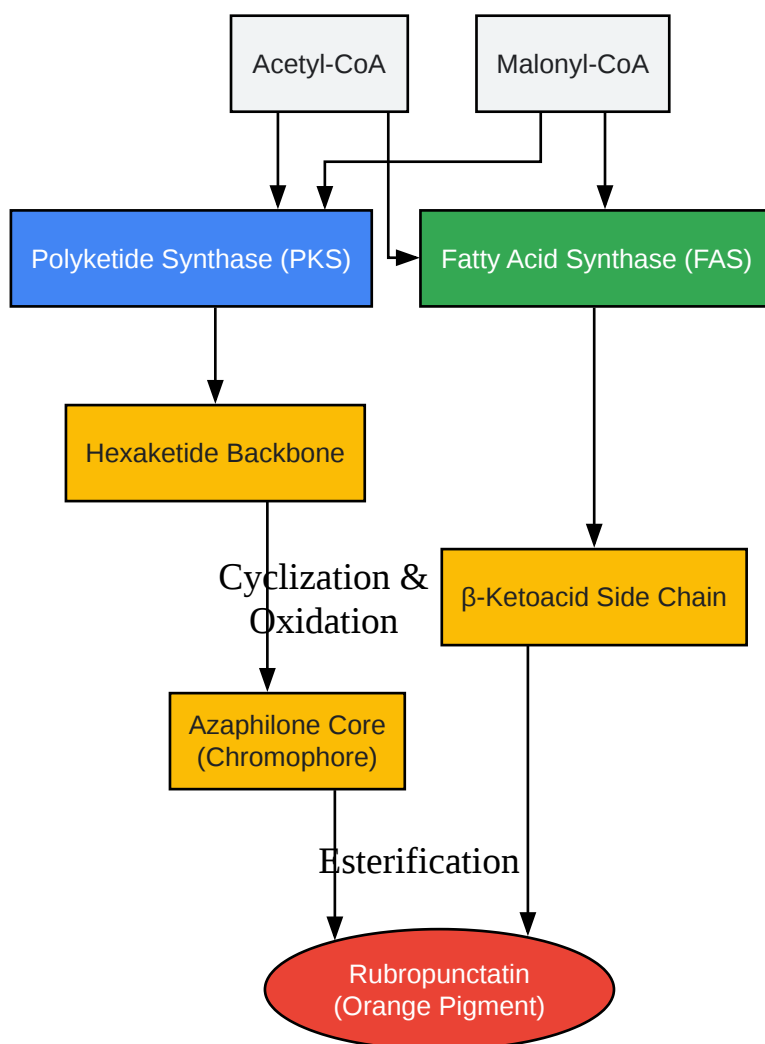 Acetyl-CoA
Malonyl-CoA
Polyketide Synthase (PKS)
Fatty Acid Synthase (FAS)
Hexaketide Backbone
Cyclization &
Oxidation
β-Ketoacid Side Chain
Azaphilone Core
(Chromophore)
Esterification
Rubropunctatin
(Orange Pigment)